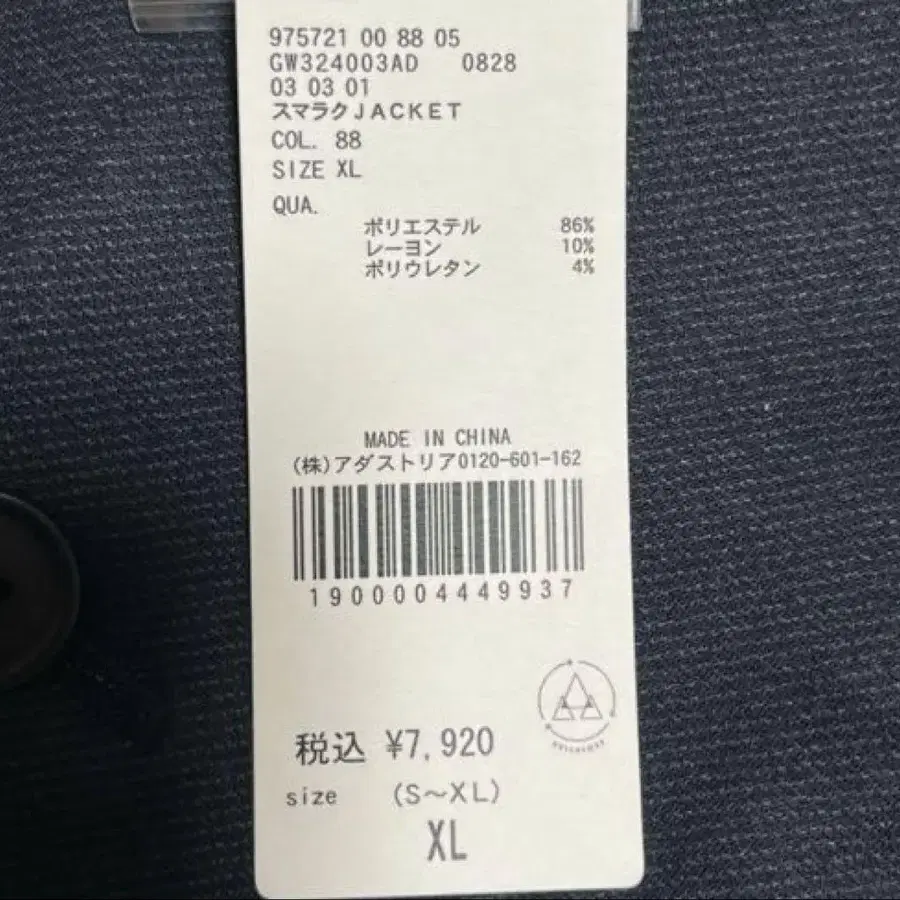 975721 00 88 05
GW324003AD 0828
03 03 01
スマラクJACKET
COL. 88
SIZE XL
QUA.
ポリエステル 86%
レーヨン 10%
ポリウレタン 4%
MADE IN CHINA
(株)アダストリア0120-601-162
1900004449937
税込 ¥7,920
size (S~XL)
XL